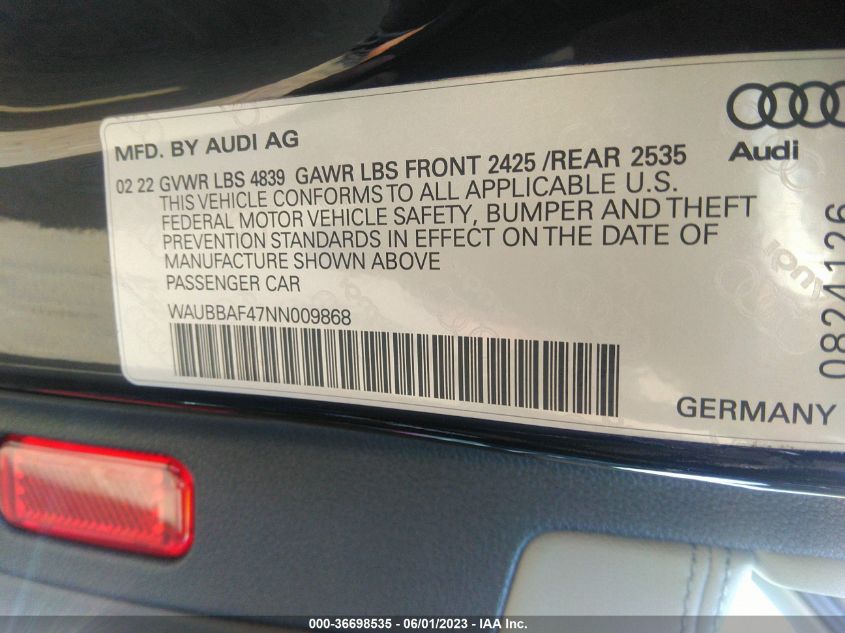 MFD. BY AUDI AG
02 22 GVWR LBS 4839 GAWR LBS FRONT 2425 /REAR 2535
THIS VEHICLE CONFORMS TO ALL APPLICABLE U.S.
FEDERAL MOTOR VEHICLE SAFETY, BUMPER AND THEFT
PREVENTION STANDARDS IN EFFECT ON THE DATE OF
MANUFACTURE SHOWN ABOVE
PASSENGER CAR
WAUBBAF47NN009868
Audi
0824126
GERMANY
000-36698535 / 06/01/2023 - IAA Inc.